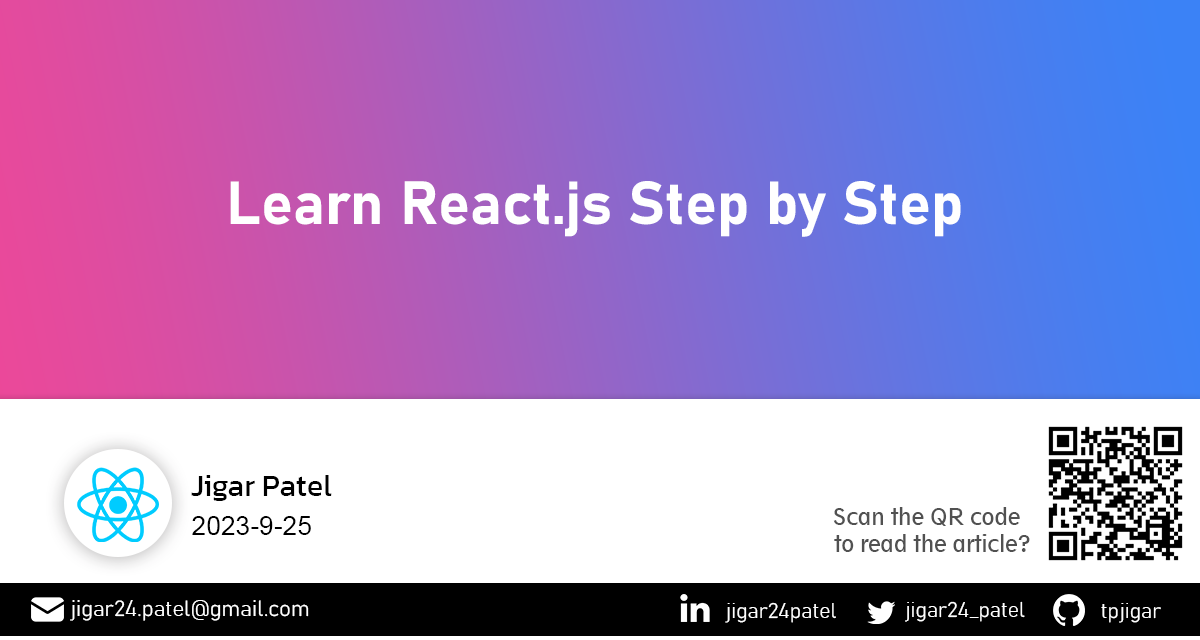 Learn React.js Step by Step
Jigar Patel
2023-9-25
Scan the QR code
to read the article?
jigar24.patel@gmail.com
in jigar24patel
jigar24_patel
tpjigar